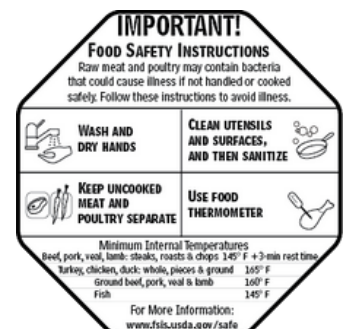 IMPORTANT!
FOOD SAFETY INSTRUCTIONS
Raw meat and poultry may contain bacteria
that could cause illness if not handled or cooked
safely. Follow these instructions to avoid illness.
WASH AND
DRY HANDS
CLEAN UTENSILS
AND SURFACES,
AND THEN SANITIZE
KEEP UNCOOKED
MEAT AND
POULTRY SEPARATE
USE FOOD
THERMOMETER
Minimum Internal Temperatures
Beef, pork, veal, lamb: steaks, roasts & chops 145° F +3-min rest time
Turkey, chicken, duck: whole, pieces & ground 165° F
Ground beef, pork, veal & lamb 160° F
Fish 145° F
For More Information:
www.fsis.usda.gov/safe